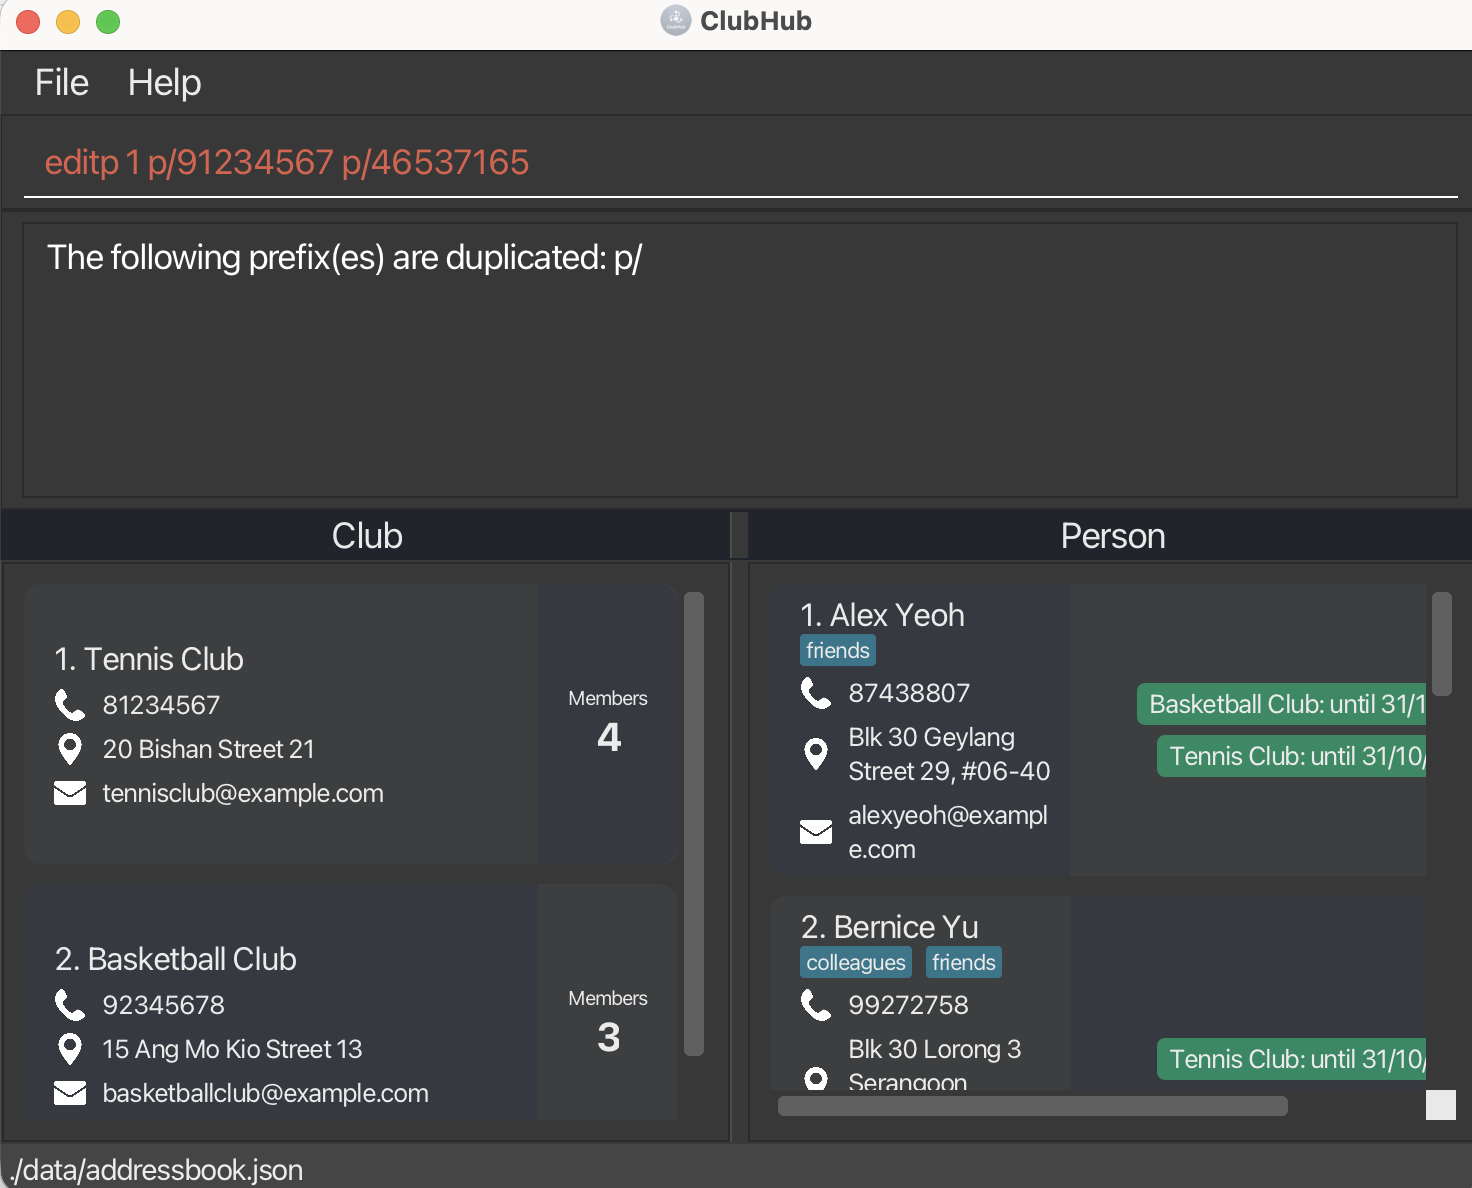 ClubHub
File Help
editp 1 p/91234567 p/46537165
The following prefix(es) are duplicated: p/
Club
1. Tennis Club
81234567
20 Bishan Street 21
tennisclub@example.com
Members
4
2. Basketball Club
92345678
15 Ang Mo Kio Street 13
basketballclub@example.com
Members
3
Person
1. Alex Yeoh
friends
87438807
Blk 30 Geylang
Street 29, #06-40
alexyeoh@exampl
e.com
Basketball Club: until 31/1
Tennis Club: until 31/10/
2. Bernice Yu
colleagues friends
99272758
Blk 30 Lorong 3
Serangoon
Tennis Club: until 31/10/
./data/addressbook.json